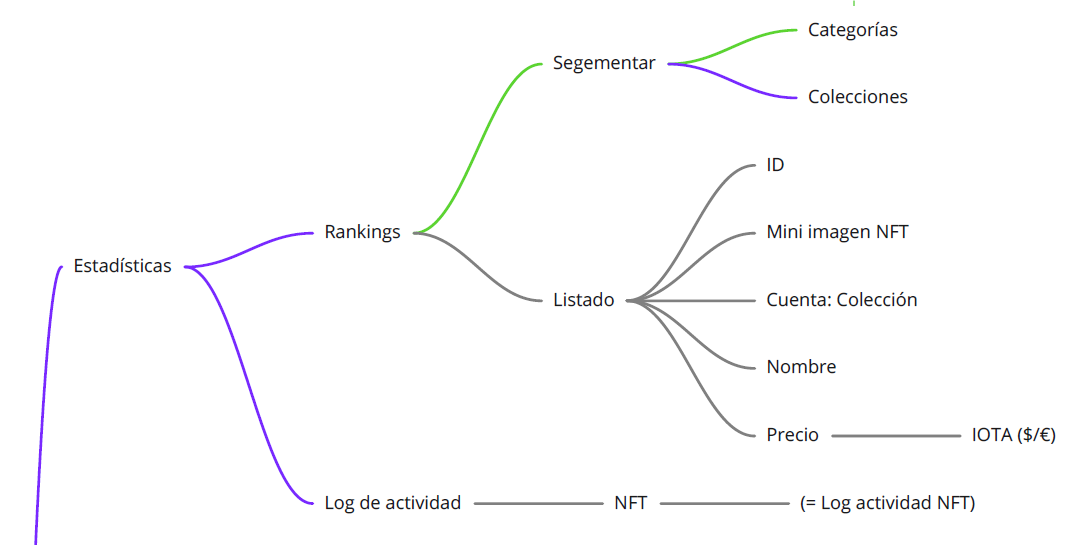 Categorías
Segementar
Colecciones
ID
Rankings
Mini imagen NFT
Estadísticas
Listado
Cuenta: Colección
Nombre
Precio
IOTA ($/€)
Log de actividad
NFT
(= Log actividad NFT)